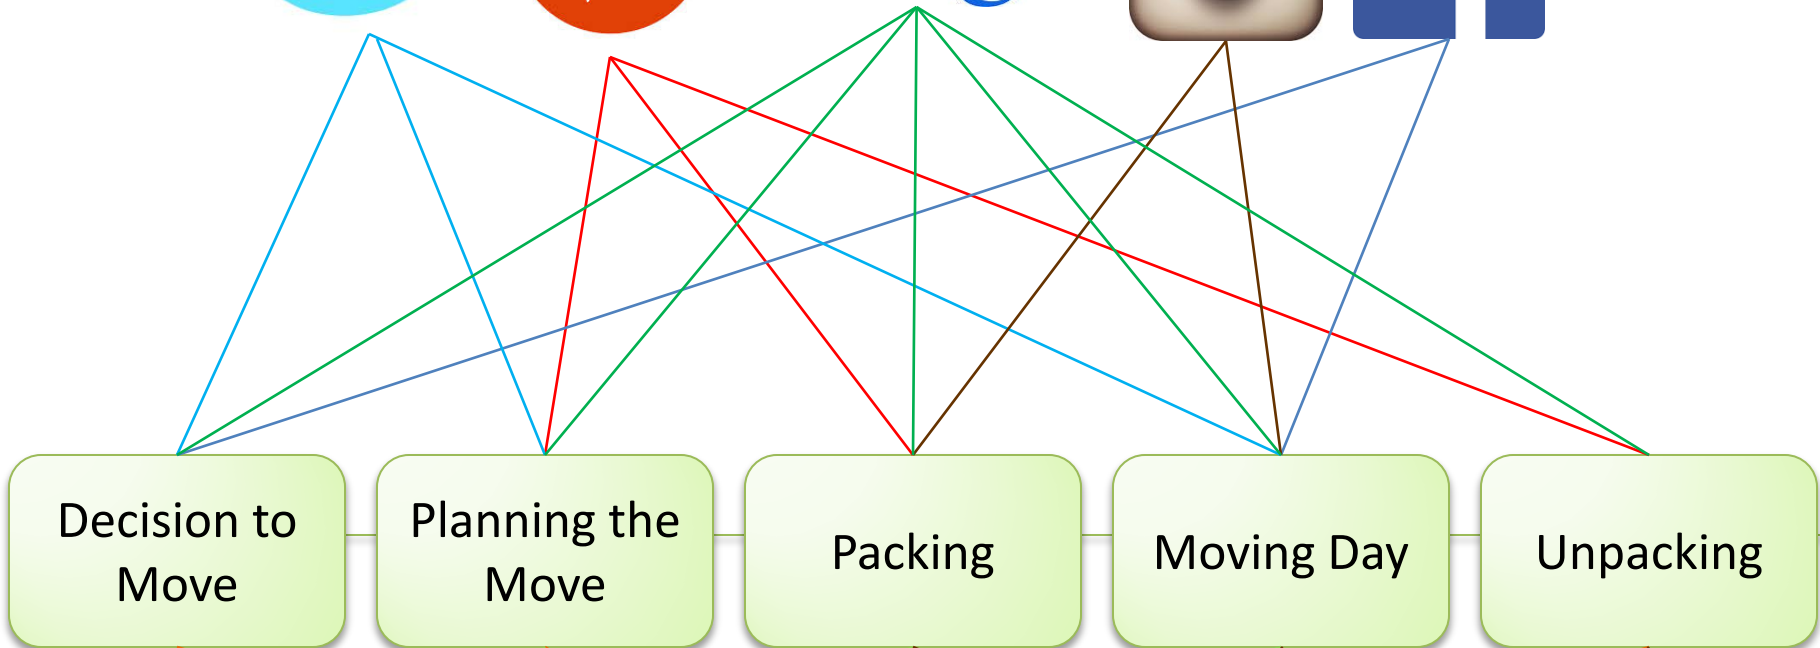 Decision to
Move
Planning the
Move
Packing
Moving Day
Unpacking